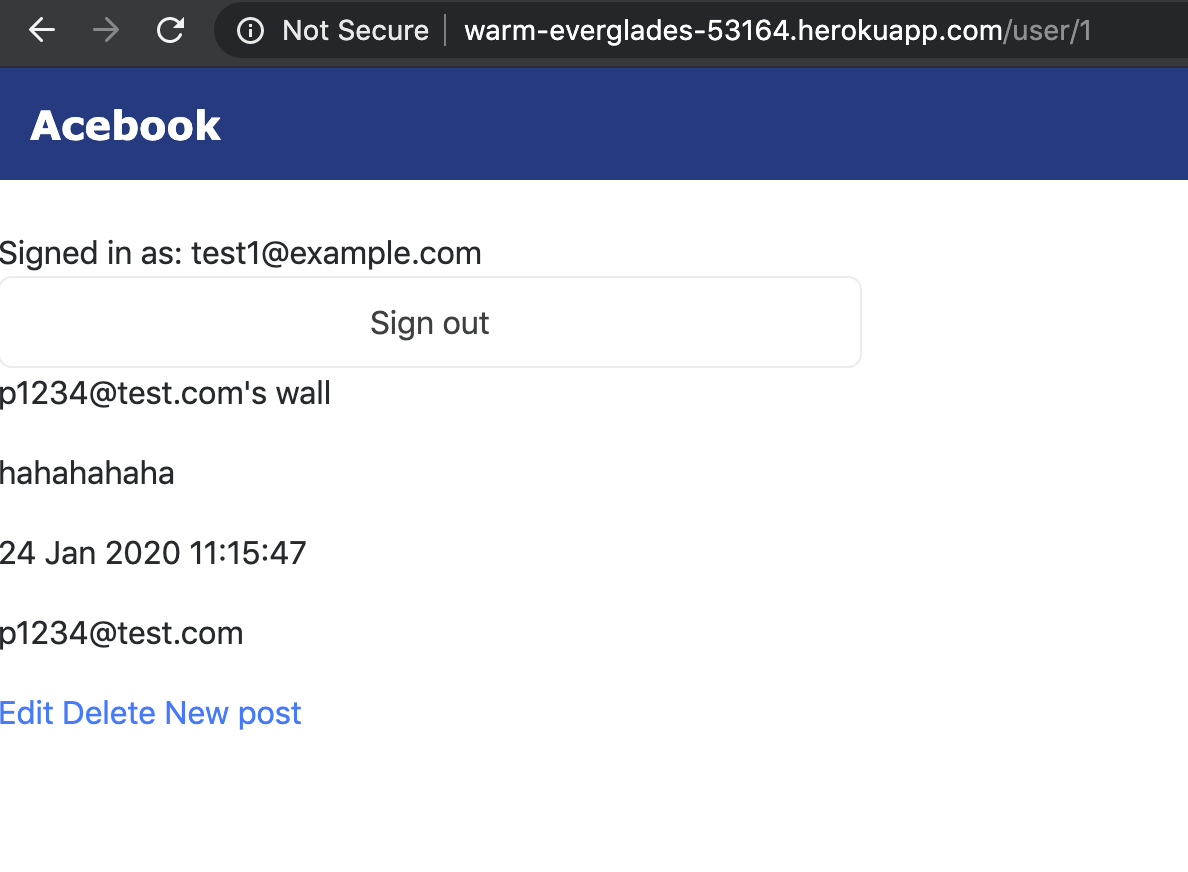 Not Secure warm-everglades-53164.herokuapp.com/user/1
Acebook
Signed in as: test1@example.com
Sign out
p1234@test.com's wall
hahahahaha
24 Jan 2020 11:15:47
p1234@test.com
Edit Delete New post